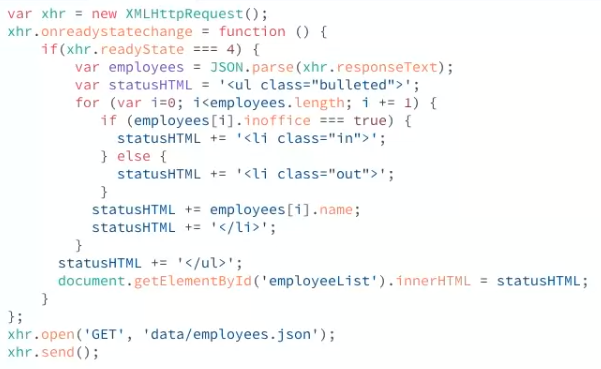 var xhr = new XMLHttpRequest();
xhr.onreadystatechange = function () {
    if(xhr.readyState === 4) {
        var employees = JSON.parse(xhr.responseText);
        var statusHTML = '<ul class="bulleted">';
        for (var i=0; i<employees.length; i += 1) {
           if (employees[i].inoffice === true) {
             statusHTML += '<li class="in">';
           } else {
             statusHTML += '<li class="out">';
           }
          statusHTML += employees[i].name;
          statusHTML += '</li>';
        }
      statusHTML += '</ul>';
      document.getElementById('employeeList').innerHTML = statusHTML;
    }
};
xhr.open('GET', 'data/employees.json');
xhr.send();